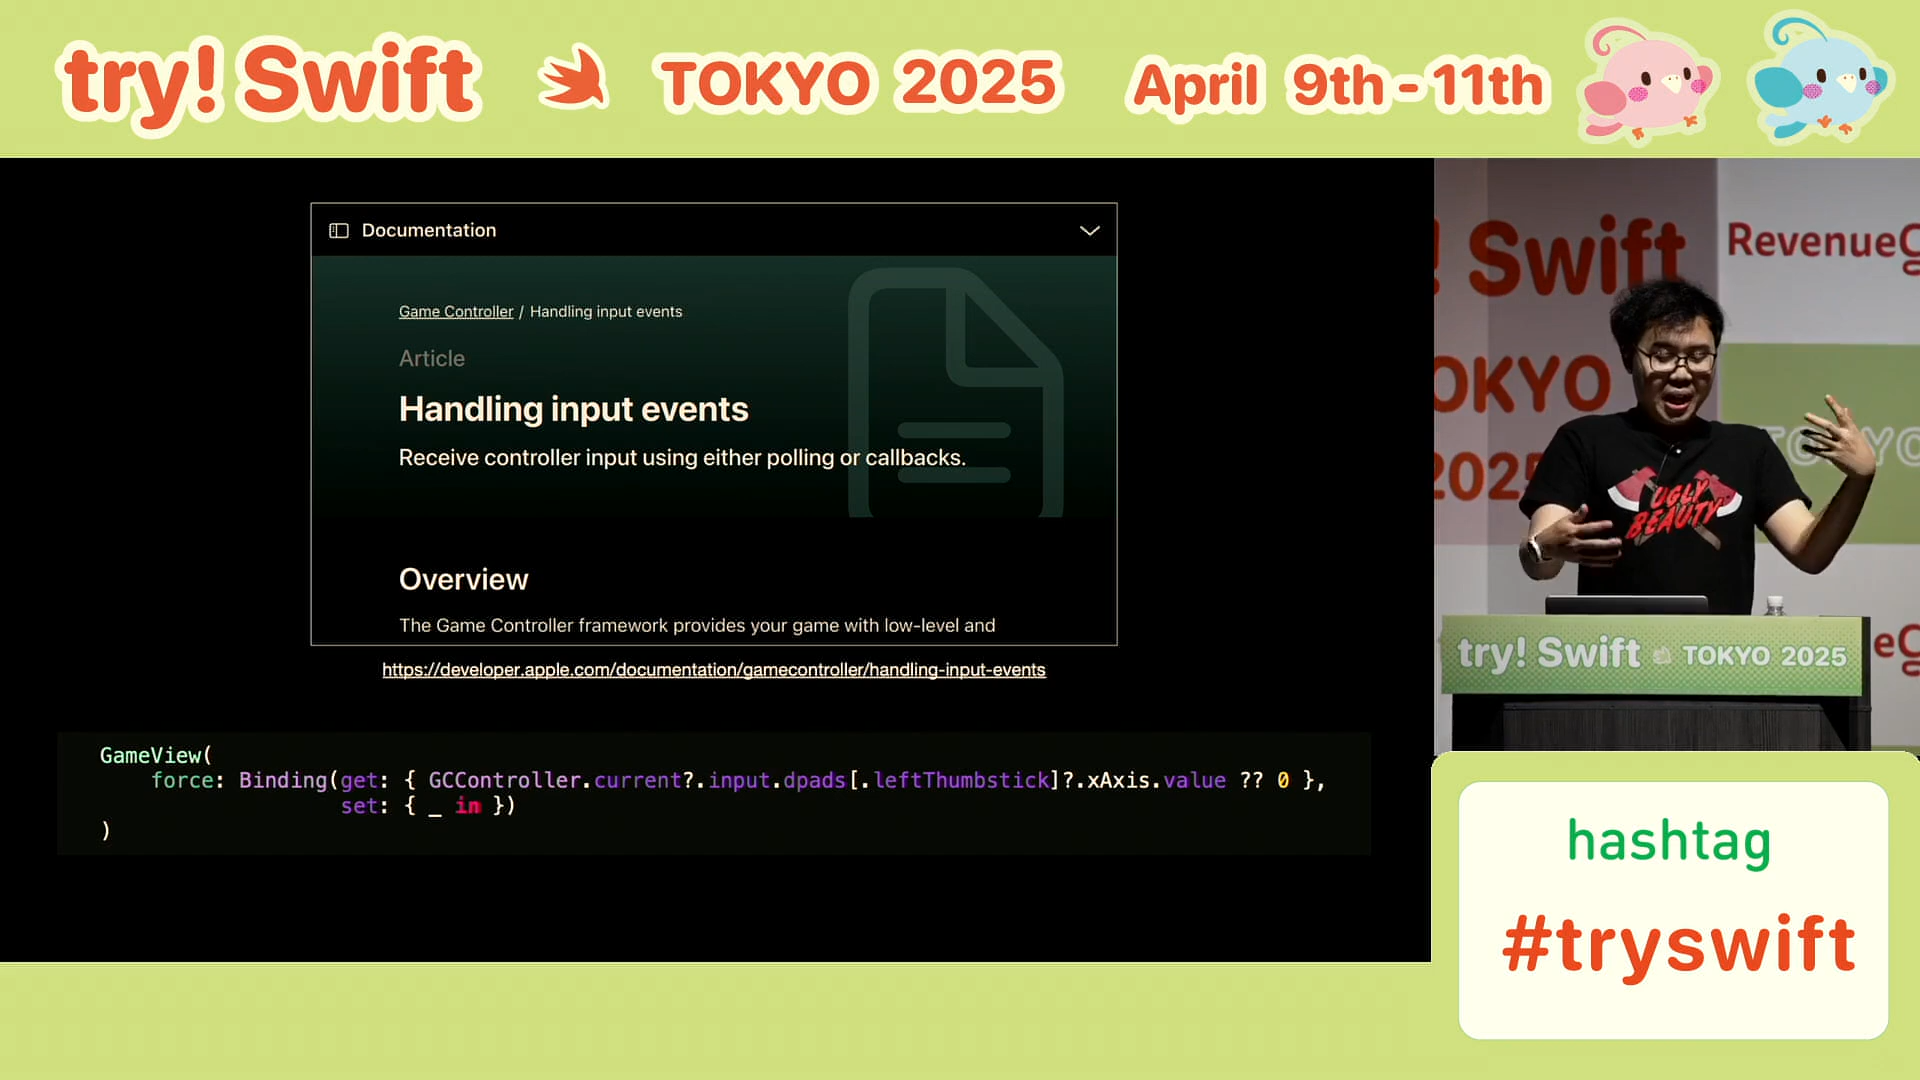 try! Swift TOKYO 2025 April 9th-11th
Documentation
Game Controller / Handling input events
Article
Handling input events
Receive controller input using either polling or callbacks.
Overview
The Game Controller framework provides your game with low-level and
https://developer.apple.com/documentation/gamecontroller/handling-input-events
GameView(
force: Binding(get: { GCController.current?.input.dpads[.leftThumbstick]?.xAxis.value ?? 0 },
set: { _ in })
)
! Swift
OKYO
2025
RevenueC
TOKYO
UGLY
BEAUTY
try! Swift TOKYO 2025
eC
hashtag
#tryswift